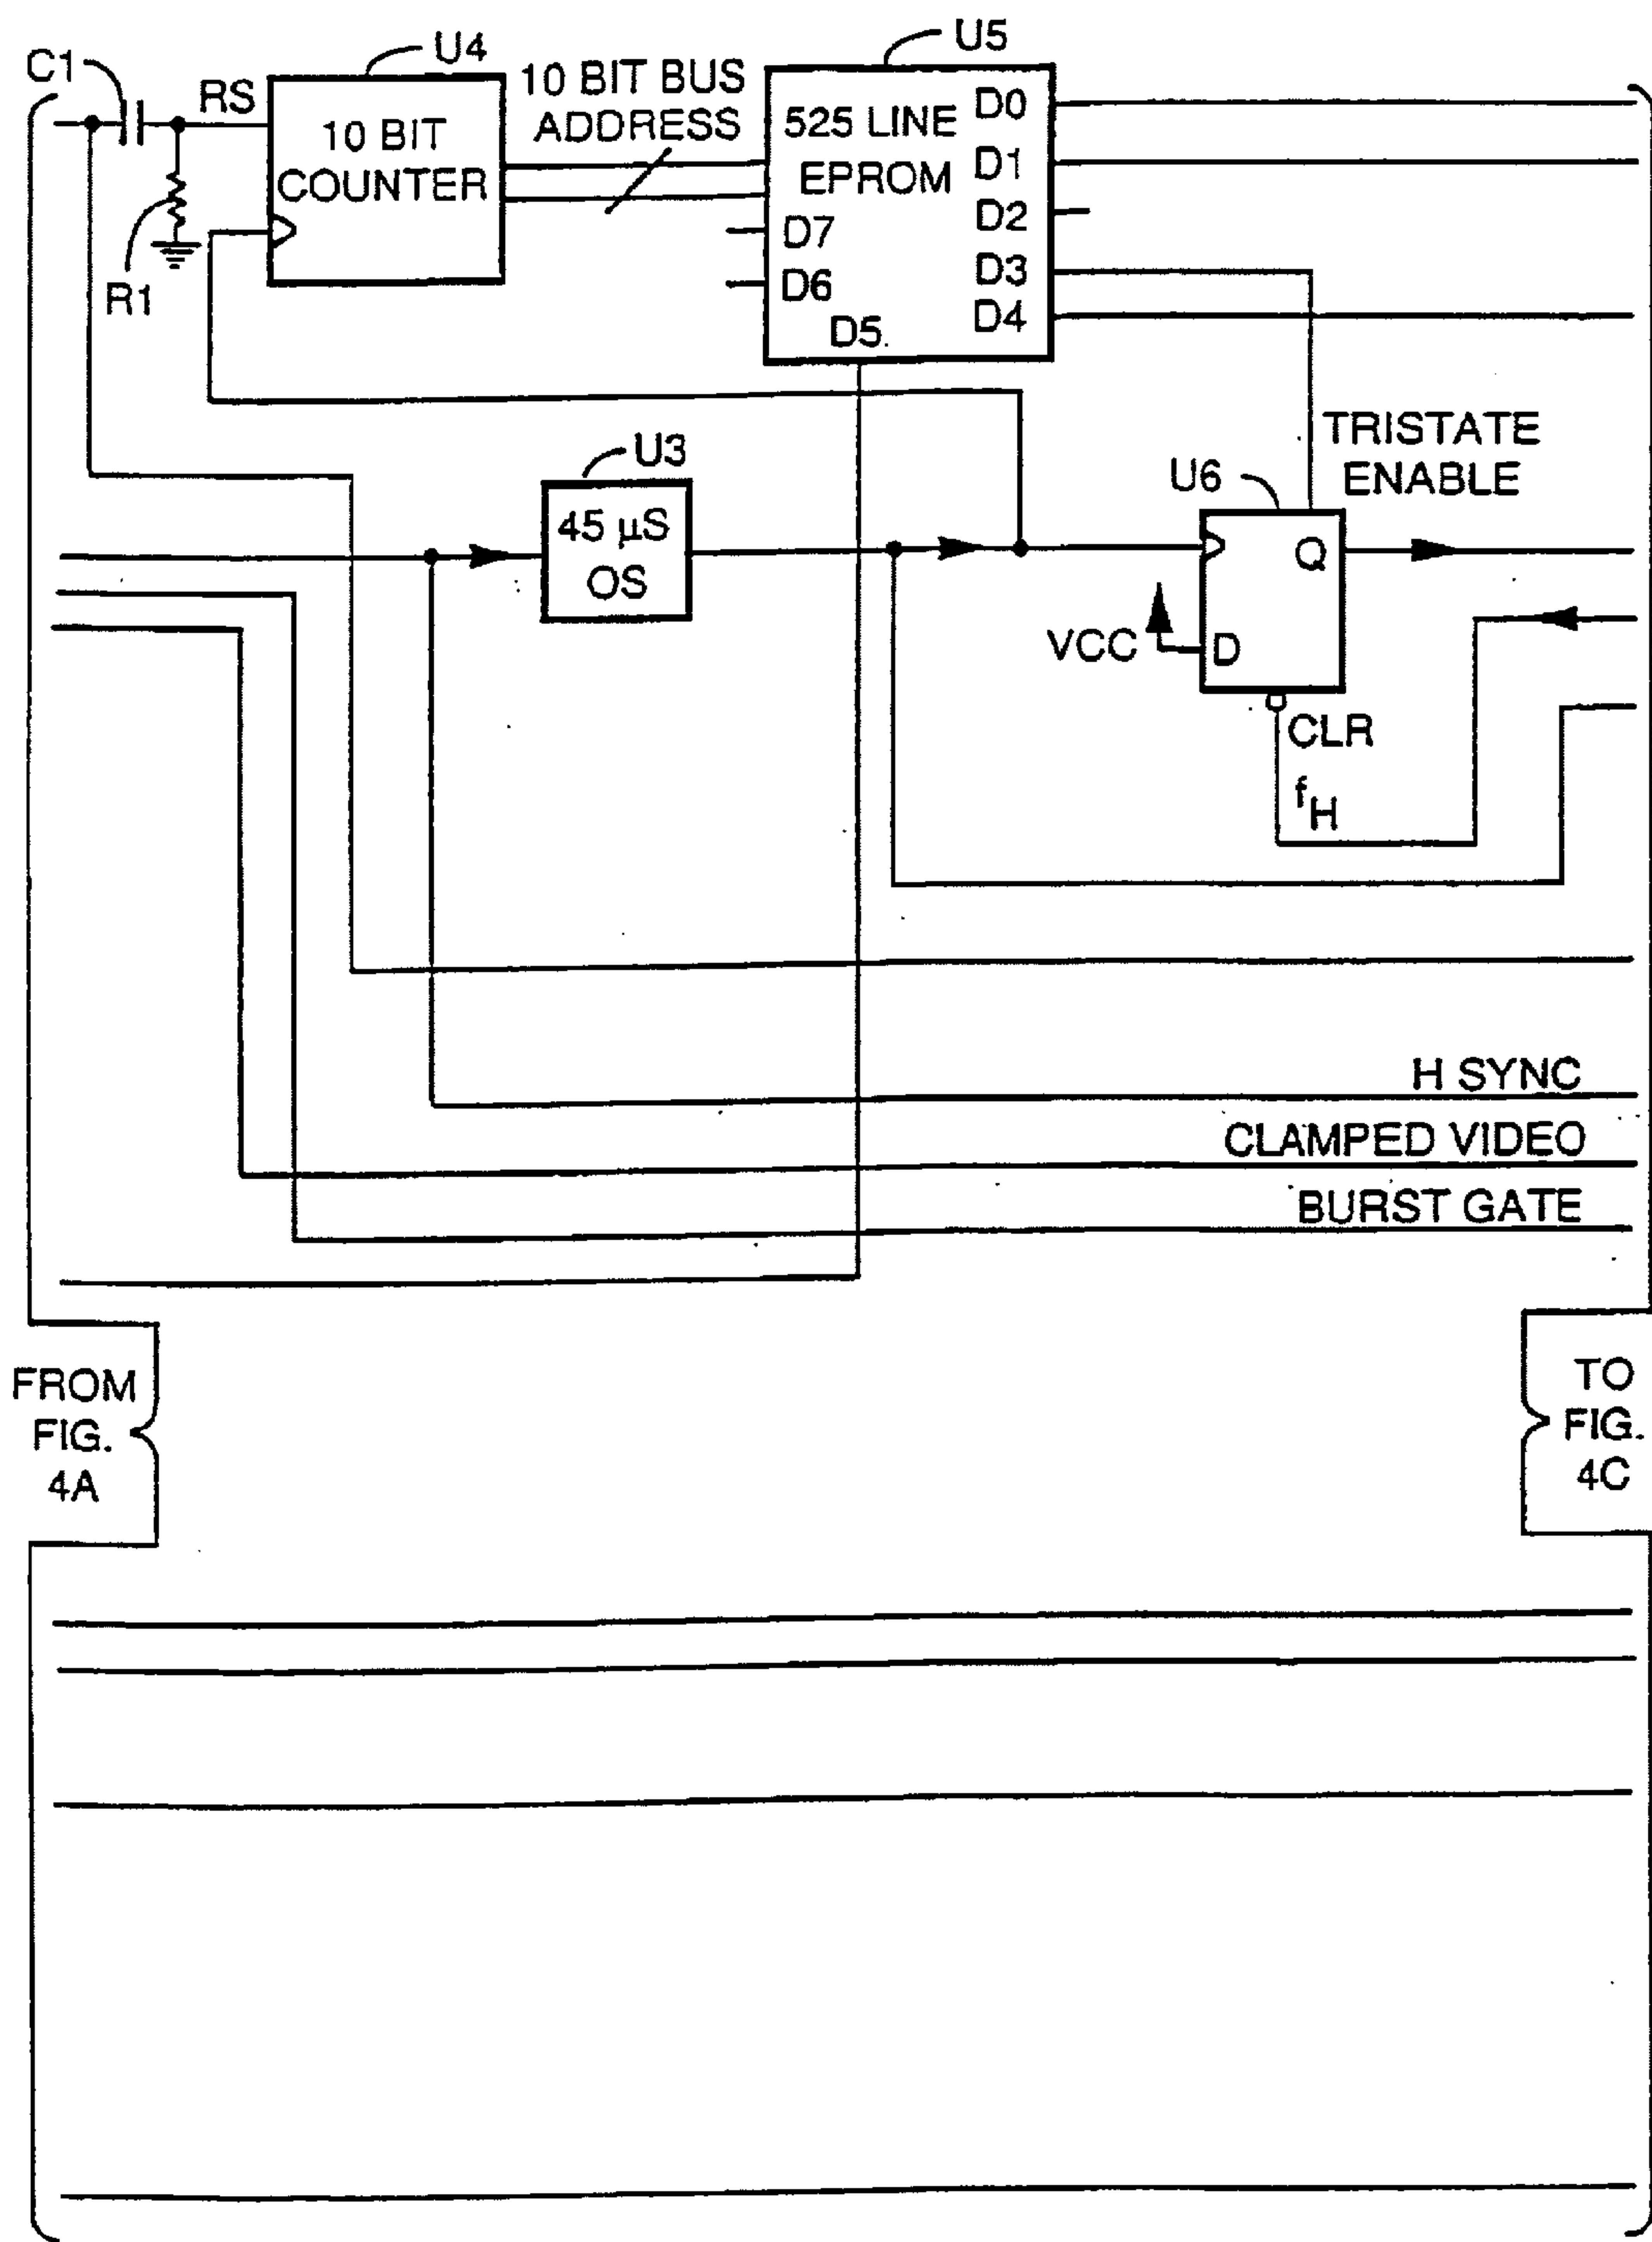 C1
RS
U4
10 BIT
COUNTER
R1
10 BIT BUS
ADDRESS
U5
525 LINE
EPROM
D0
D1
D2
D3
D4
D7
D6
D5
U3
45 µS
OS
TRISTATE
ENABLE
U6
Q
VCC
D
CLR
fH
H SYNC
CLAMPED VIDEO
BURST GATE
FROM
FIG.
4A
TO
FIG.
4C